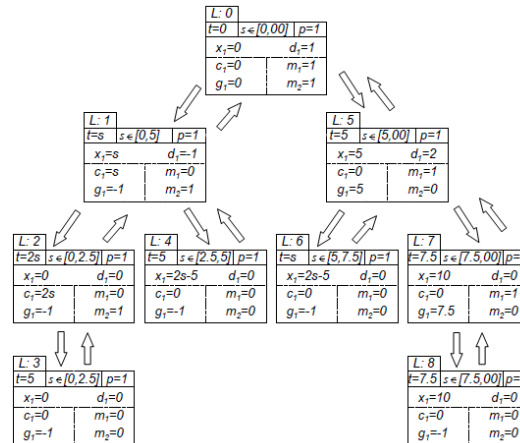 L: 0
t=0 s∈[0,00] p=1
x1=0 d1=1
c1=0 m1=1
g1=0 m2=1
L: 1
t=s s∈[0,5] p=1
x1=s d1=-1
c1=s m1=0
g1=-1 m2=1
L: 5
t=5 s∈[5,00] p=1
x1=5 d1=2
c1=0 m1=1
g1=5 m2=0
L: 2
t=2s s∈[0,2.5] p=1
x1=0 d1=0
c1=2s m1=0
g1=-1 m2=1
L: 4
t=5 s∈[2.5,5] p=1
x1=2s-5 d1=0
c1=0 m1=0
g1=-1 m2=0
L: 6
t=s s∈[5,7.5] p=1
x1=2s-5 d1=0
c1=0 m1=0
g1=-1 m2=0
L: 7
t=7.5 s∈[7.5,00] p=
x1=10 d1=0
c1=0 m1=1
g1=7.5 m2=0
L: 3
t=5 s∈[0,2.5] p=1
x1=0 d1=0
c1=0 m1=0
g1=-1 m2=0
L: 8
t=7.5 s∈[7.5,00] p=
x1=10 d1=0
c1=0 m1=0
g1=-1 m2=0